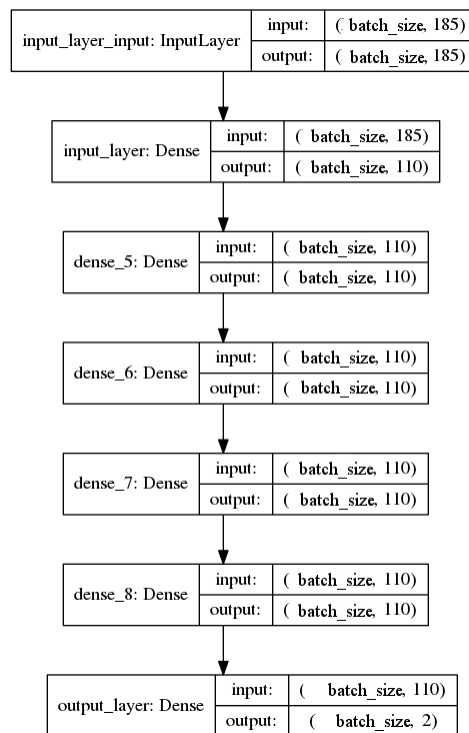 input_layer_input: InputLayer
input: (batch_size, 185)
output: (batch_size, 185)
input_layer: Dense
input: ( batch_size, 185)
output: ( batch_size, 110)
dense_5: Dense
input: ( batch_size, 110)
output: ( batch_size, 110)
dense_6: Dense
input: ( batch_size, 110)
output: ( batch_size, 110)
dense_7: Dense
input: ( batch_size, 110)
output: ( batch_size, 110)
dense_8: Dense
input: ( batch_size, 110)
output: ( batch_size, 110)
output_layer: Dense
input: ( batch_size, 110)
output: ( batch_size, 2)